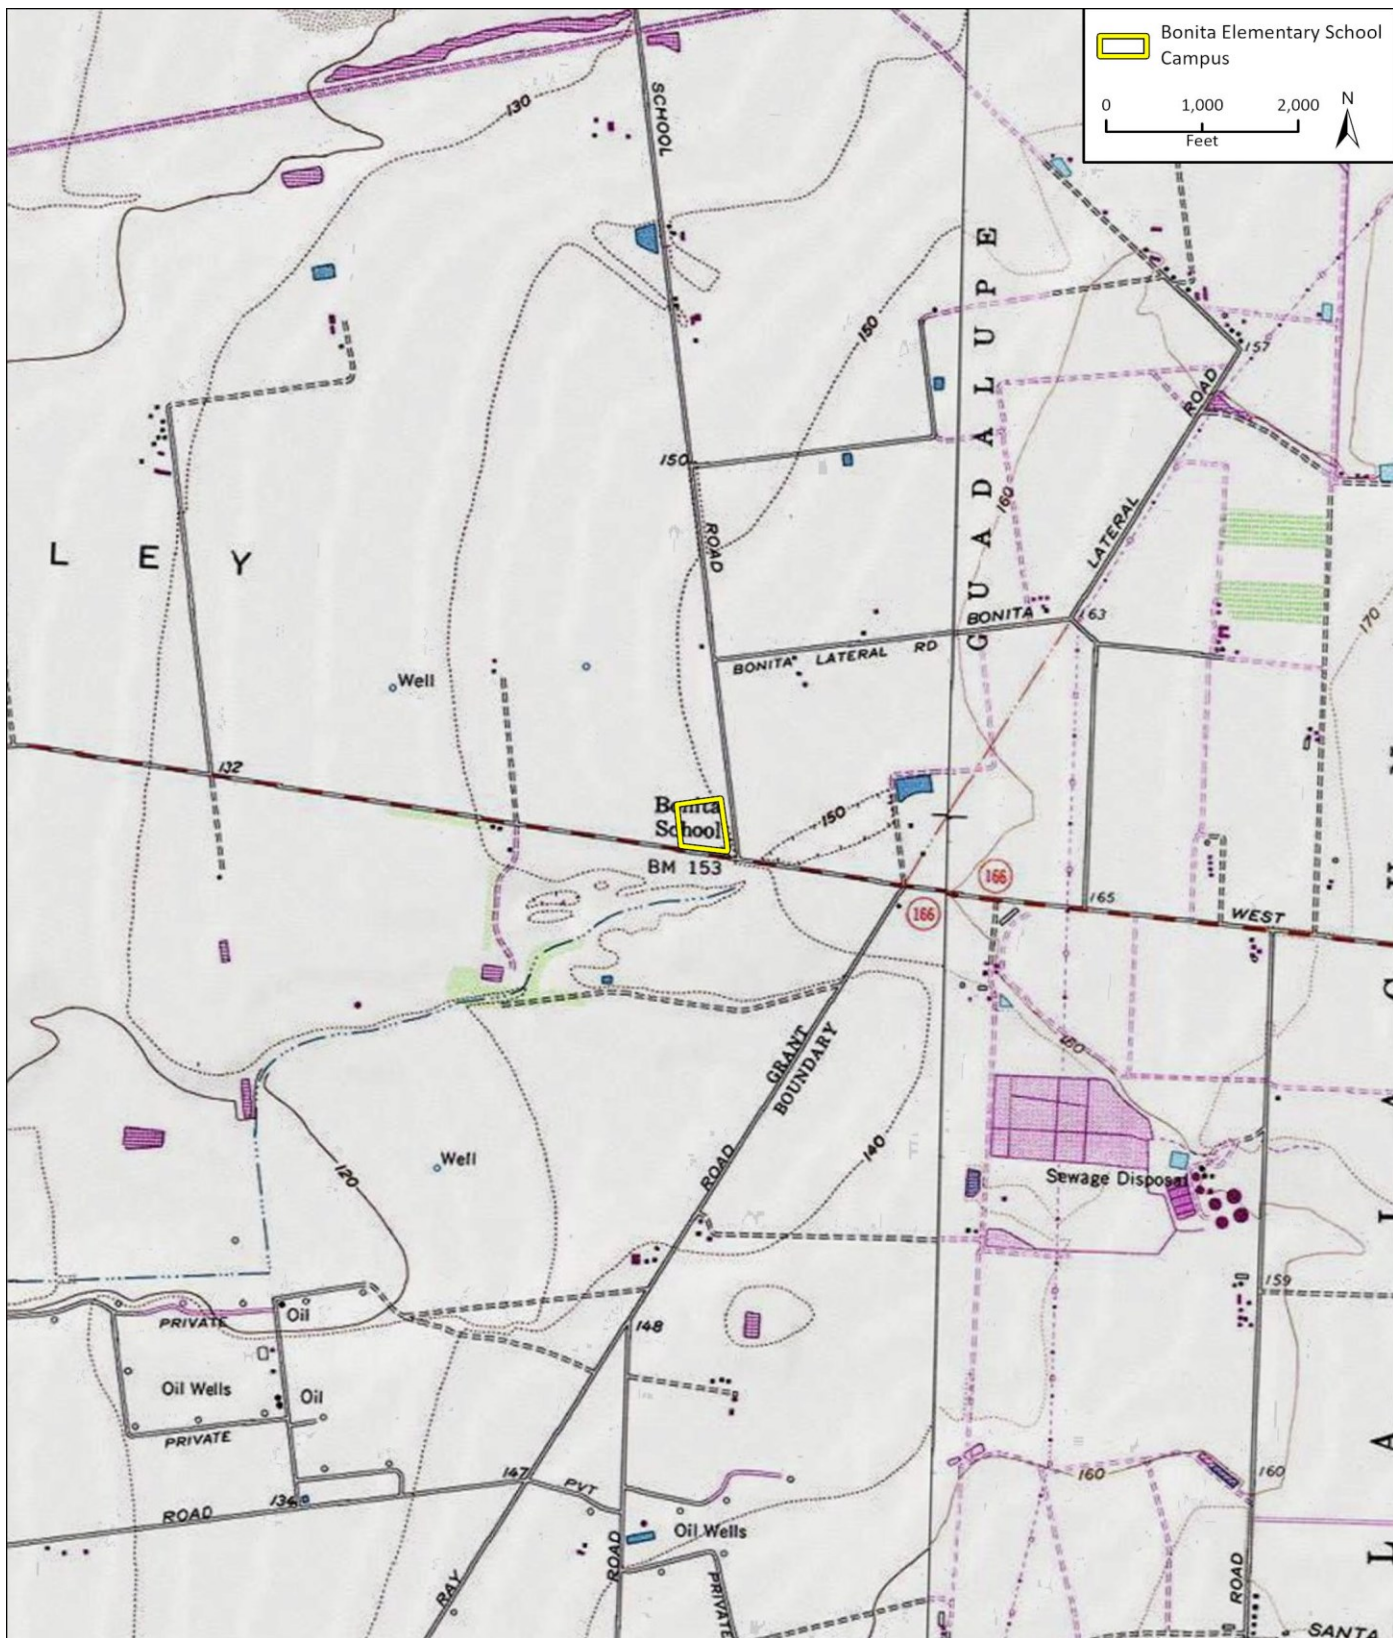 Bonita Elementary School
Campus
0 1,000 2,000
Feet
N
SCHOOL
130
150
GUADALUPE
157
ROAD
150
160
ROAD
LATERAL
L E Y
BONITA
163
170
BONITA LATERAL RD
Well
132
Bonita
School
150
BM 153
166
166
165
WEST
GRANT
BOUNDARY
160
140
ROAD
Well
120
Sewage Disposal
159
PRIVATE
Oil
148
Oil Wells
Oil
PRIVATE
147
PVT
160
160
134
ROAD
Oil Wells
ROAD
RAY
PRIVATE
ROAD
L A
SANTA